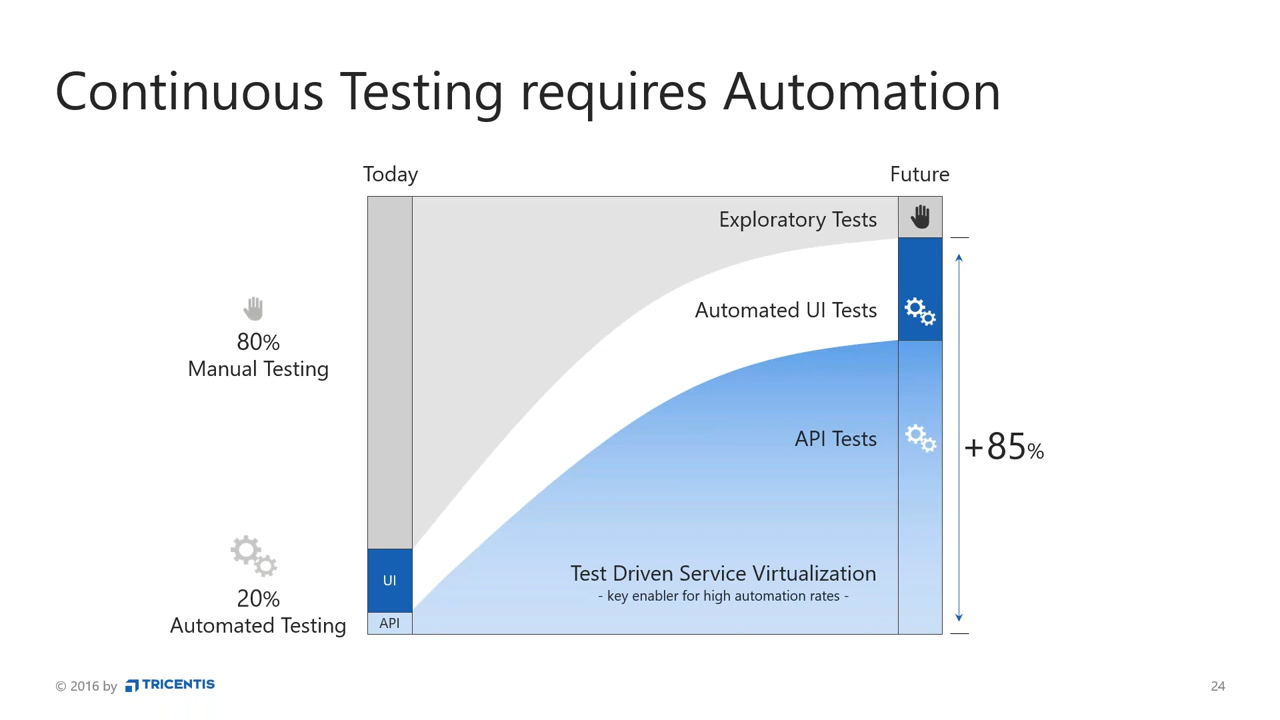 Continuous Testing requires Automation
Today
Future
Exploratory Tests
Automated UI Tests
80%
Manual Testing
API Tests
+85%
Test Driven Service Virtualization
- key enabler for high automation rates -
UI
20%
Automated Testing
API
© 2016 by TRICENTIS
24